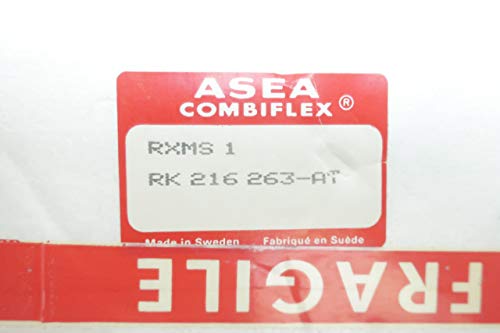 ASEA
COMBIFLEX®
RXMS 1
RK 216 263-AT
Made in Sweden Fabriqué en Suède
FRAGILE